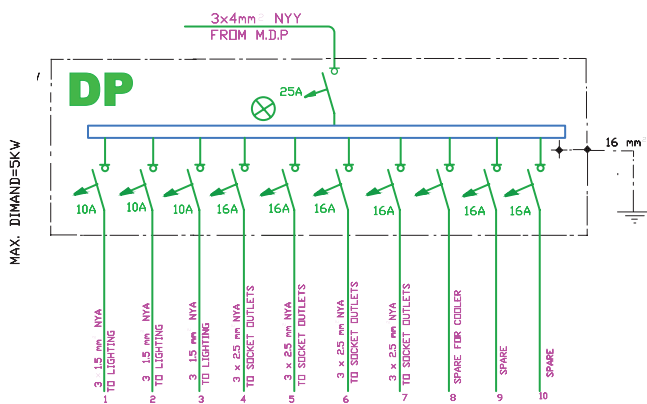 3x4mm² NYY
FROM M.D.P
DP
25A
16 mm²
MAX. DIMAND=5KW
10A
10A
10A
16A
16A
16A
16A
16A
16A
16A
3 1.5 mm NYA
TO LIGHTING
3 1.5 mm NYA
TO LIGHTING
3 1.5 mm NYA
TO LIGHTING
3 x 2.5 mm NYA
TO SOCKET OUTLETS
3 x 2.5 mm NYA
TO SOCKET OUTLETS
3 x 2.5 mm NYA
TO SOCKET OUTLETS
3 x 2.5 mm NYA
TO SOCKET OUTLETS
SPARE FOR COOLER
SPARE
SPARE
1 2 3 4 5 6 7 8 9 10